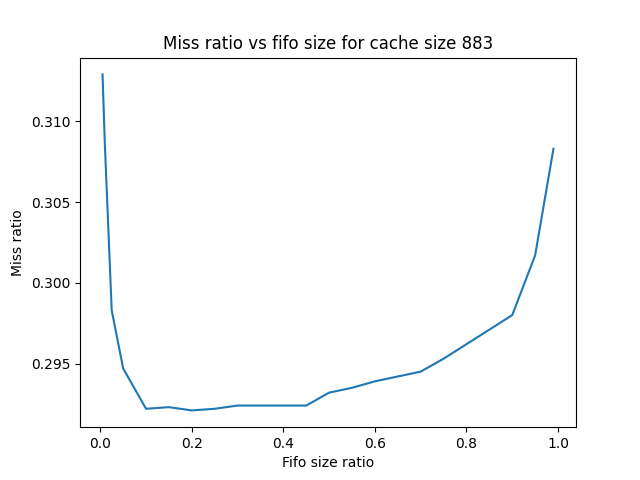 Miss ratio vs fifo size for cache size 883
Miss ratio
0.310
0.305
0.300
0.295
0.0 0.2 0.4 0.6 0.8 1.0
Fifo size ratio